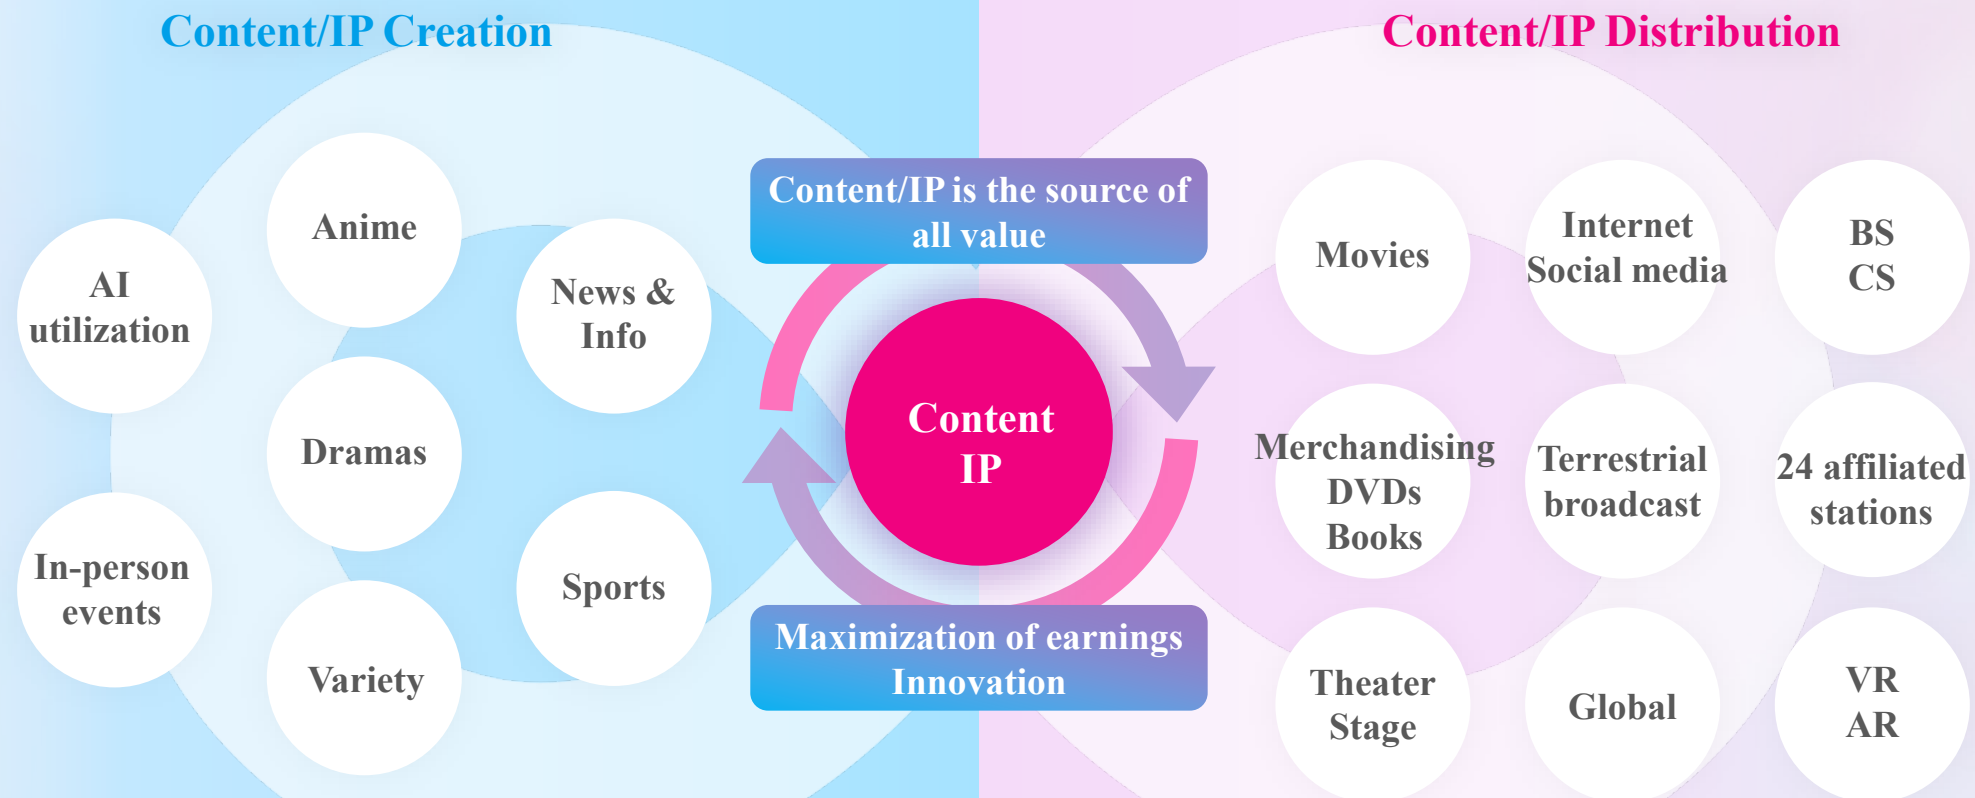 Content/IP Creation
Content/IP Distribution
AI
utilization
In-person
events
Anime
Dramas
Variety
News &
Info
Sports
Content/IP is the source of
all value
Content
IP
Maximization of earnings
Innovation
Movies
Internet
Social media
BS
CS
Merchandising
DVDs
Books
Terrestrial
broadcast
24 affiliated
stations
Theater
Stage
Global
VR
AR